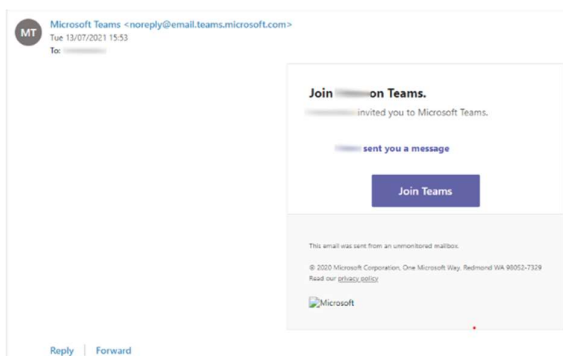 MT
Microsoft Teams <noreply@email.teams.microsoft.com>
Tue 13/07/2021 15:53
To:
Join on Teams.
invited you to Microsoft Teams.
sent you a message
Join Teams
This email was sent from an unmonitored mailbox.
© 2020 Microsoft Corporation, One Microsoft Way, Redmond WA 98052-7329
Read our privacy policy
Microsoft
Reply | Forward